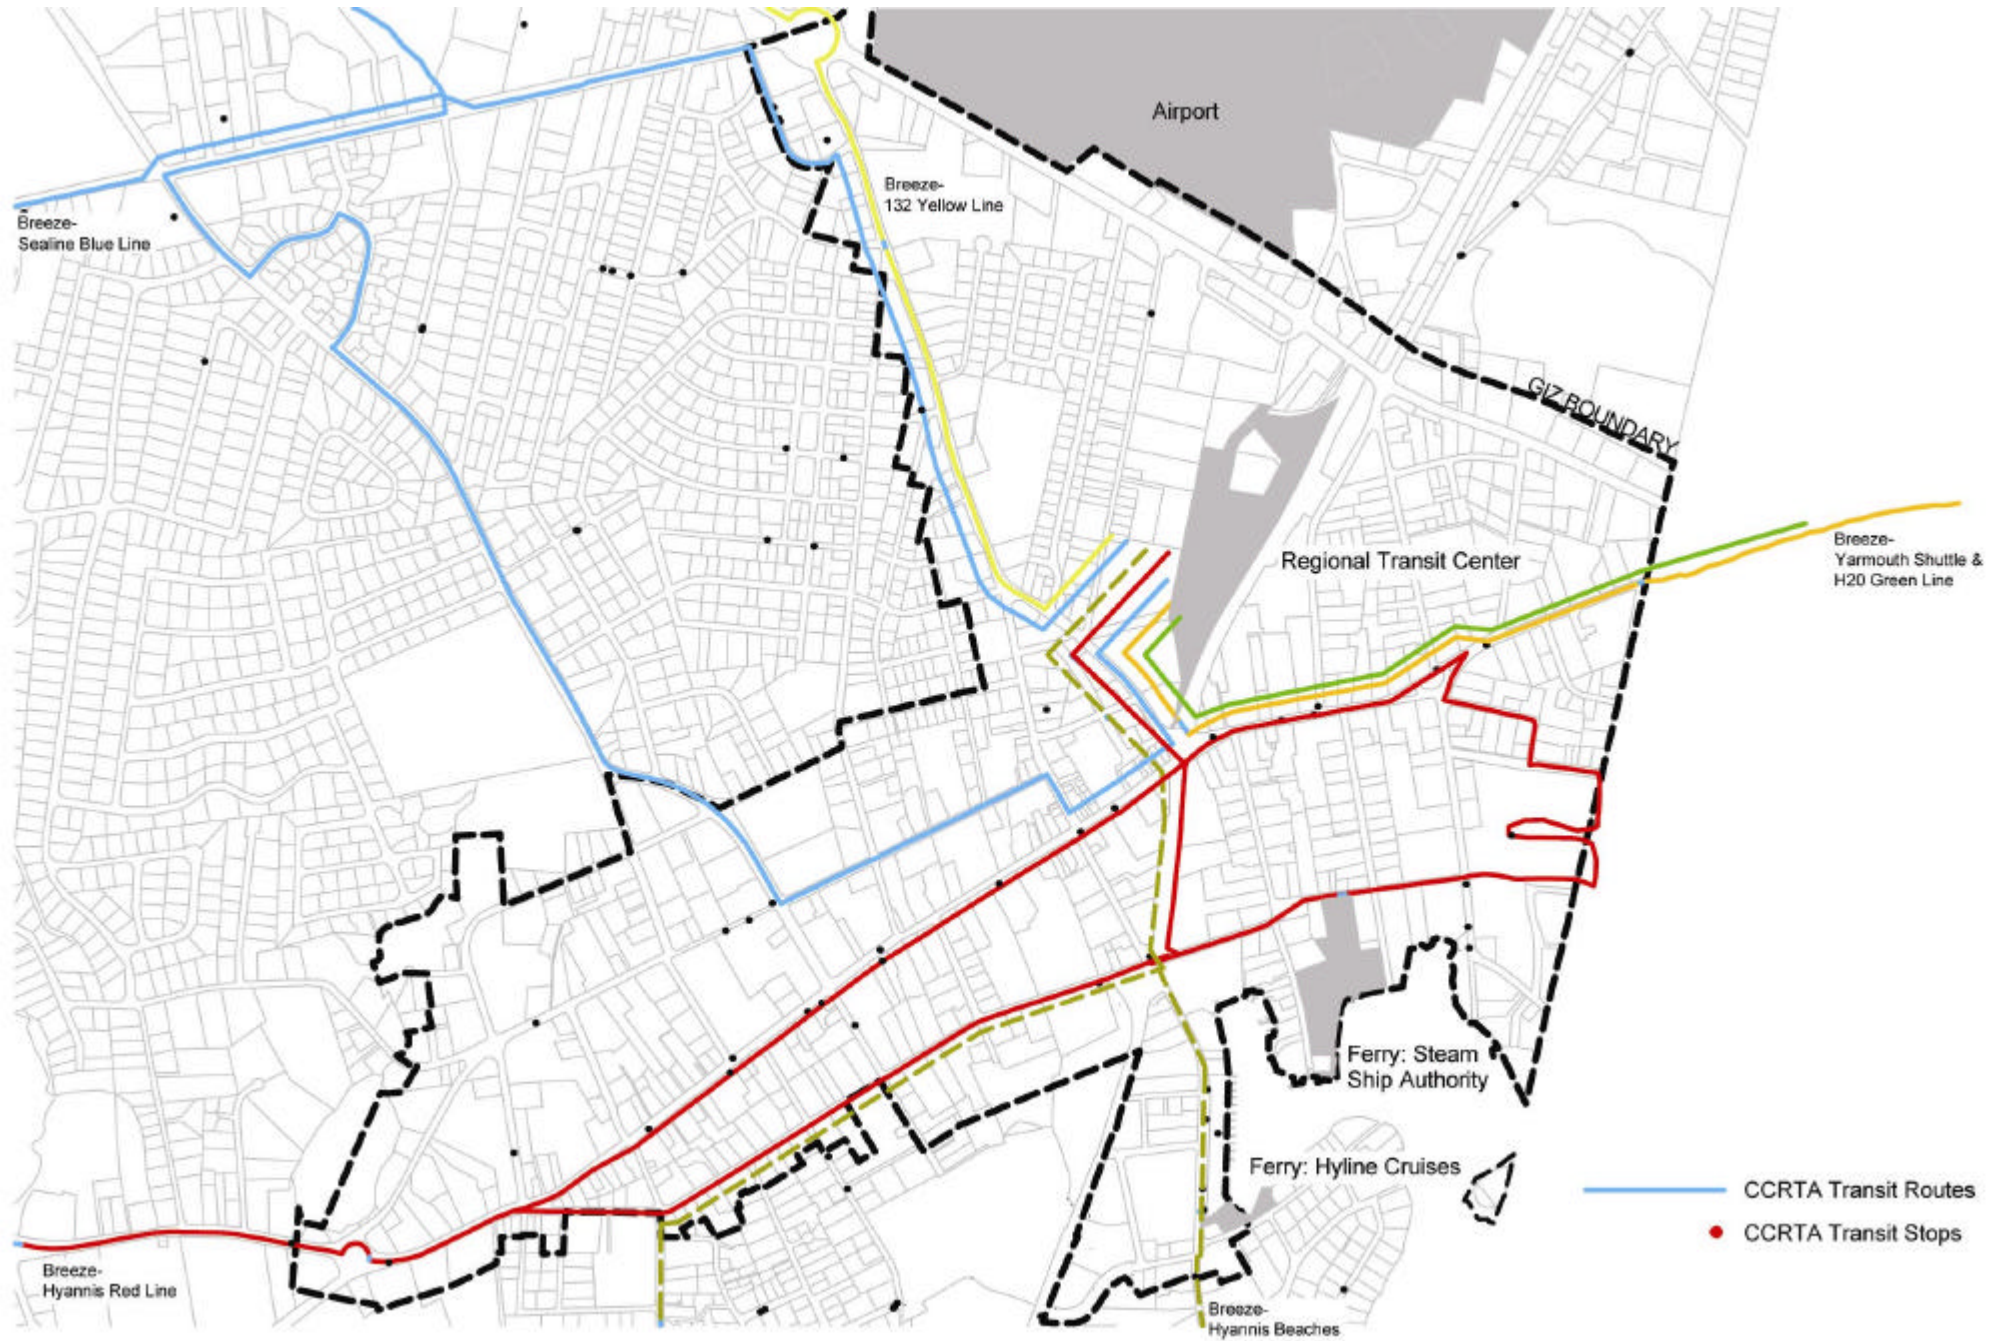 Airport
Breeze-
132 Yellow Line
Breeze-
Sealine Blue Line
GIZ BOUNDARY
Breeze-
Yarmouth Shuttle &
H20 Green Line
Regional Transit Center
Ferry: Steam
Ship Authority
Ferry: Hyline Cruises
CCRTA Transit Routes
CCRTA Transit Stops
Breeze-
Hyannis Red Line
Breeze-
Hyannis Beaches